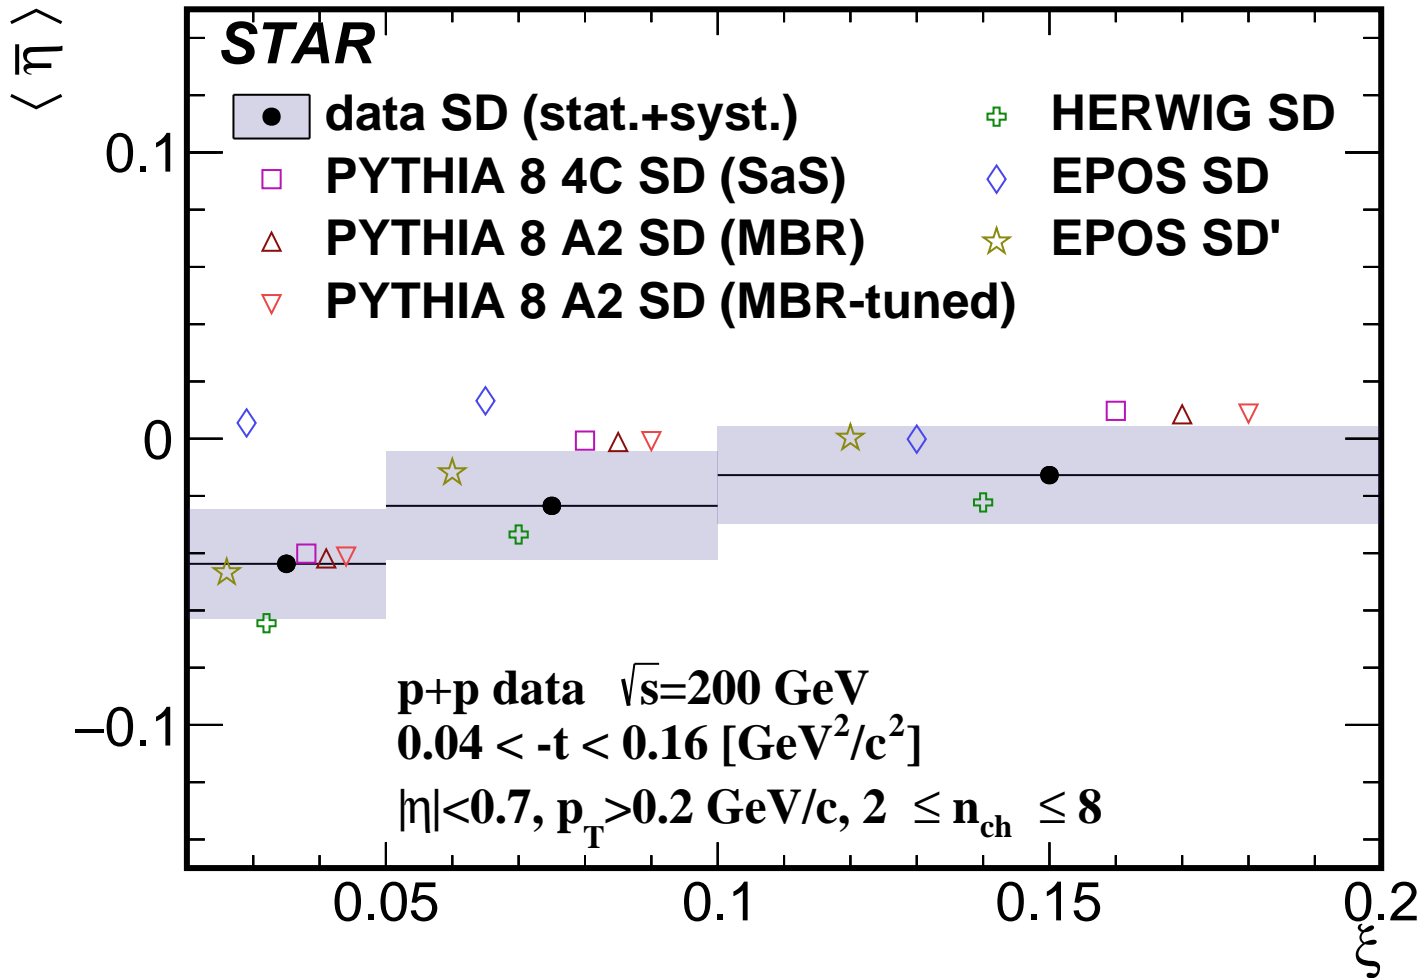 ⟨ η̅ ⟩
STAR
data SD (stat.+syst.)
PYTHIA 8 4C SD (SaS)
PYTHIA 8 A2 SD (MBR)
PYTHIA 8 A2 SD (MBR-tuned)
HERWIG SD
EPOS SD
EPOS SD'
0.1
0
−0.1
p+p data √s=200 GeV
0.04 < -t < 0.16 [GeV²/c²]
|η|<0.7, p_T>0.2 GeV/c, 2 ≤ n_ch ≤ 8
0.05 0.1 0.15 0.2
ξ